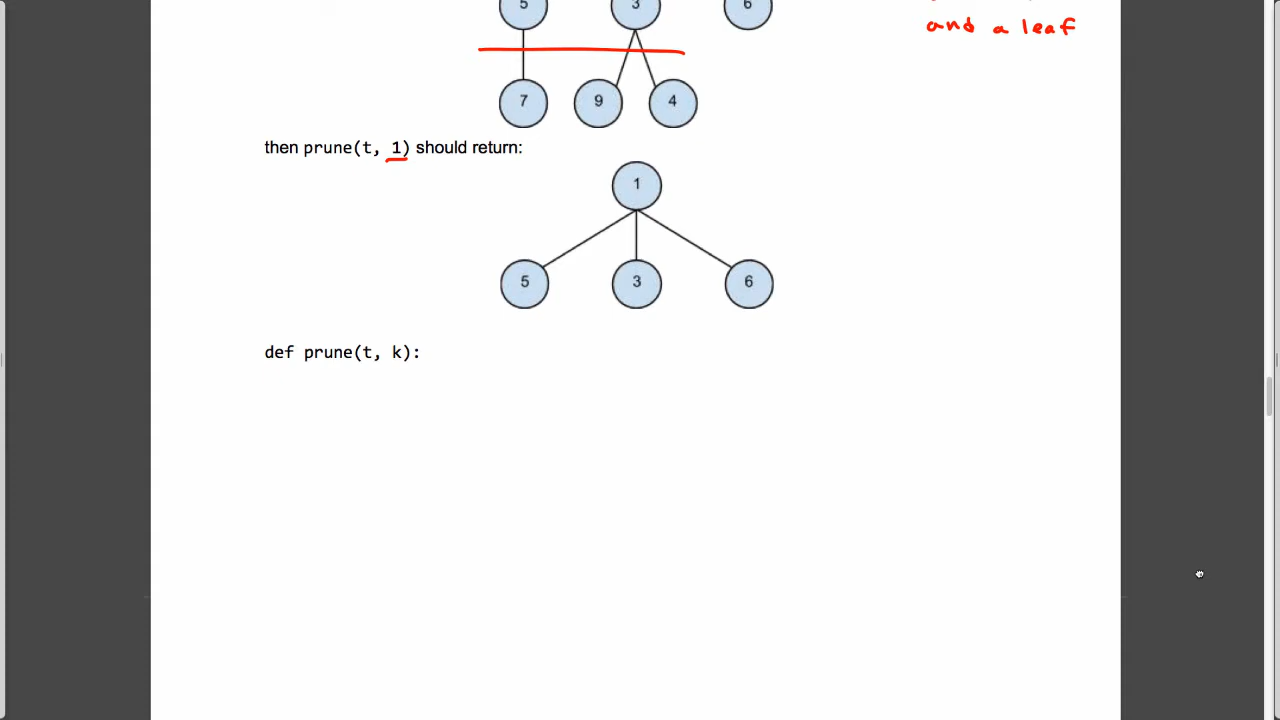 5 3 6
and a leaf
7 9 4
then prune(t, 1) should return:
1
5 3 6
def prune(t, k):